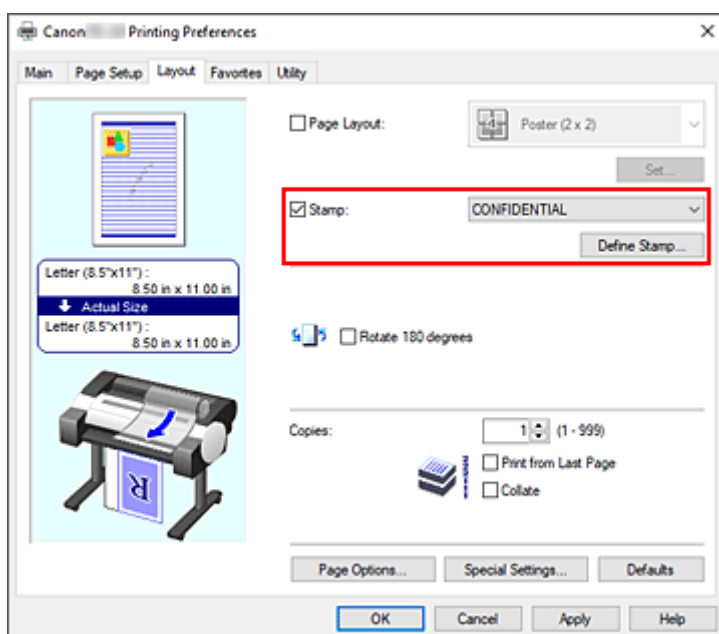 Canon Printing Preferences
Main Page Setup Layout Favorites Utility
Page Layout: Poster (2 x 2)
Set...
Stamp: CONFIDENTIAL
Define Stamp...
Letter (8.5"x11") :
8.50 in x 11.00 in
Actual Size
Letter (8.5"x11") :
8.50 in x 11.00 in
Rotate 180 degrees
Copies: 1 (1 - 999)
Print from Last Page
Collate
R
Page Options... Special Settings... Defaults
OK Cancel Apply Help